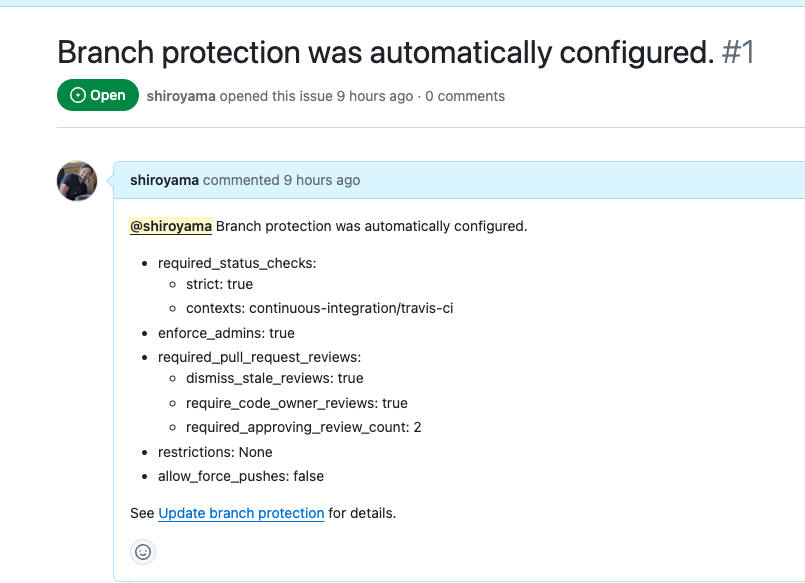 Branch protection was automatically configured. #1
Open shiroyama opened this issue 9 hours ago · 0 comments
shiroyama commented 9 hours ago
@shiroyama Branch protection was automatically configured.
• required_status_checks:
◦ strict: true
◦ contexts: continuous-integration/travis-ci
• enforce_admins: true
• required_pull_request_reviews:
◦ dismiss_stale_reviews: true
◦ require_code_owner_reviews: true
◦ required_approving_review_count: 2
• restrictions: None
• allow_force_pushes: false
See Update branch protection for details.